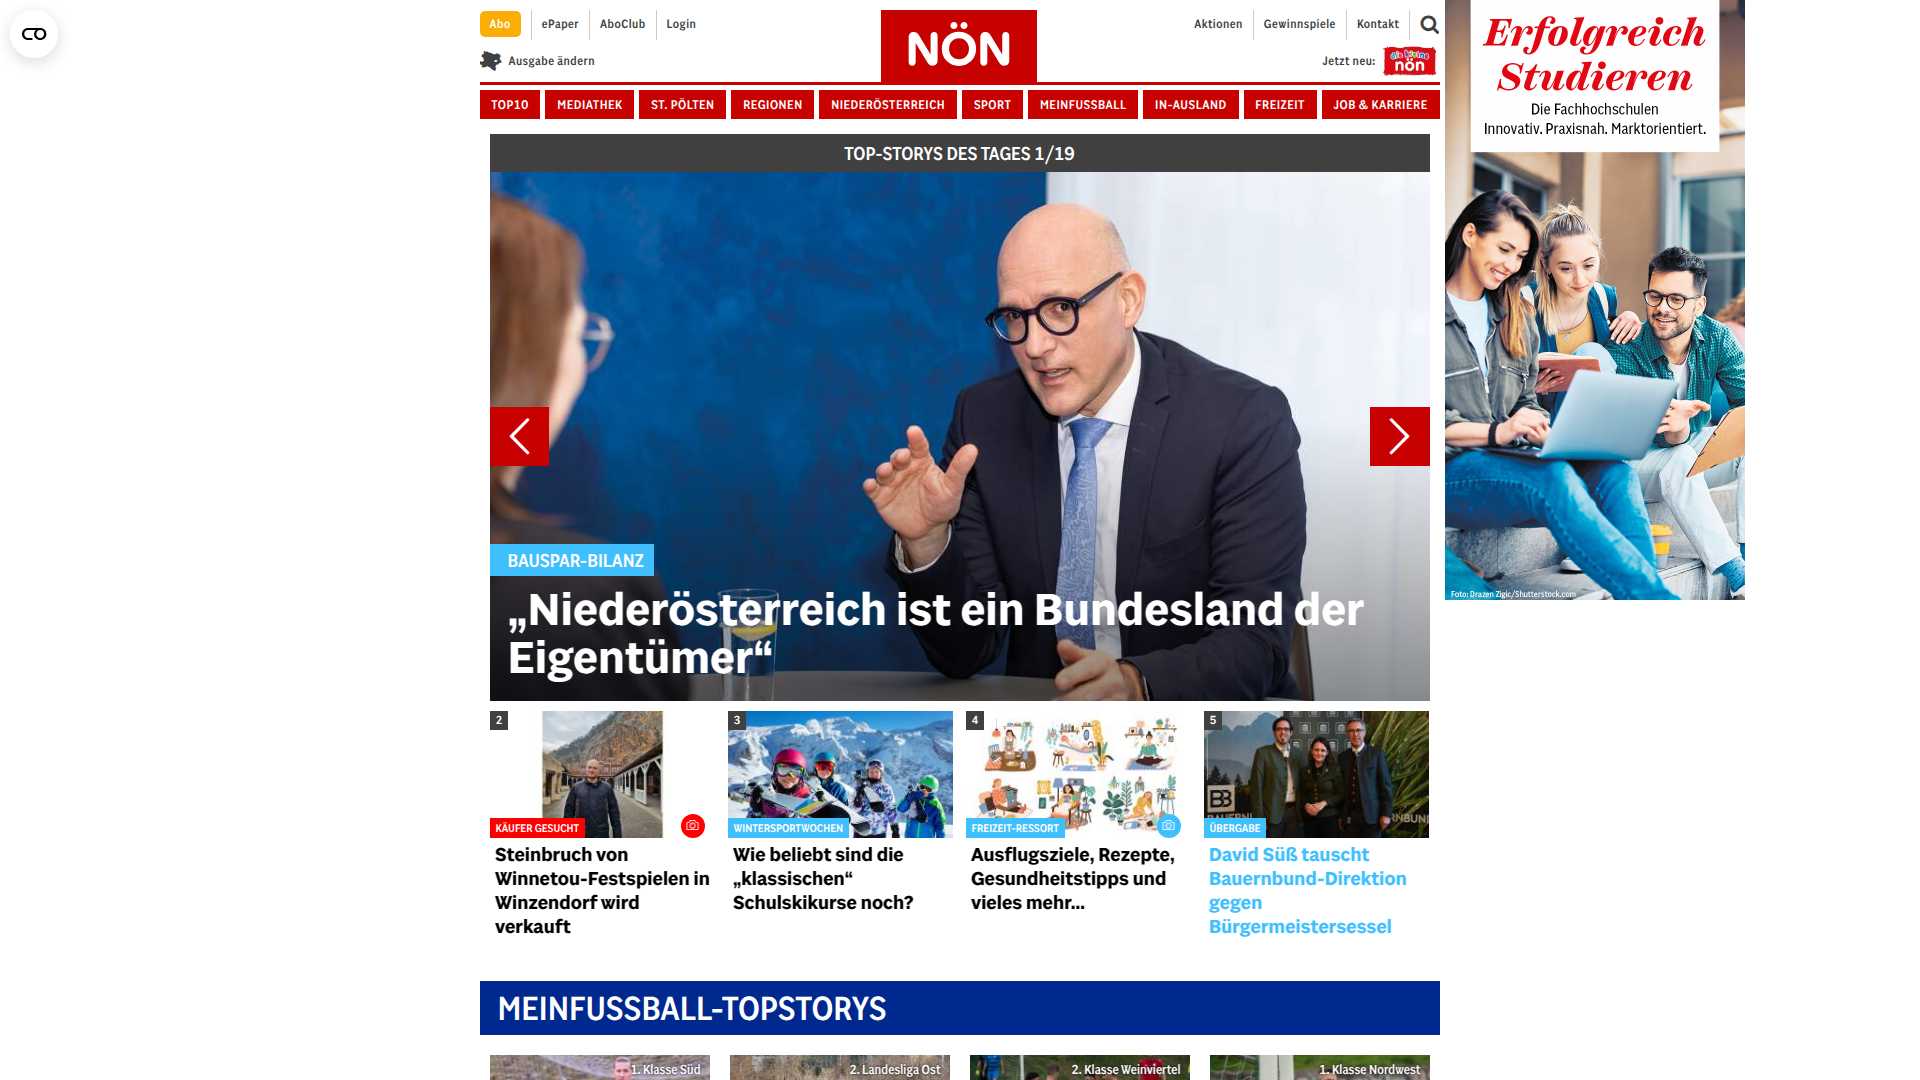 Abo
ePaper
AboClub
Login
Ausgabe ändern
NÖN
Aktionen
Gewinnspiele
Kontakt
Jetzt neu:
die kleine
nön
TOP10
MEDIATHEK
ST. PÖLTEN
REGIONEN
NIEDERÖSTERREICH
SPORT
MEINFUSSBALL
IN-AUSLAND
FREIZEIT
JOB & KARRIERE
TOP-STORYS DES TAGES 1/19
BAUSPAR-BILANZ
„Niederösterreich ist ein Bundesland der
Eigentümer“
2
KÄUFER GESUCHT
Steinbruch von
Winnetou-Festspielen in
Winzendorf wird
verkauft
3
WINTERSPORTWOCHEN
Wie beliebt sind die
„klassischen“
Schulskikurse noch?
4
FREIZEIT-RESSORT
Ausflugsziele, Rezepte,
Gesundheitstipps und
vieles mehr...
5
ÜBERGABE
David Süß tauscht
Bauernbund-Direktion
gegen
Bürgermeistersessel
MEINFUSSBALL-TOPSTORYS
1. Klasse Süd
2. Landesliga Ost
2. Klasse Weinviertel
1. Klasse Nordwest
Erfolgreich
Studieren
Die Fachhochschulen
Innovativ. Praxisnah. Marktorientiert.
Foto: Drazen Zigic/Shutterstock.com